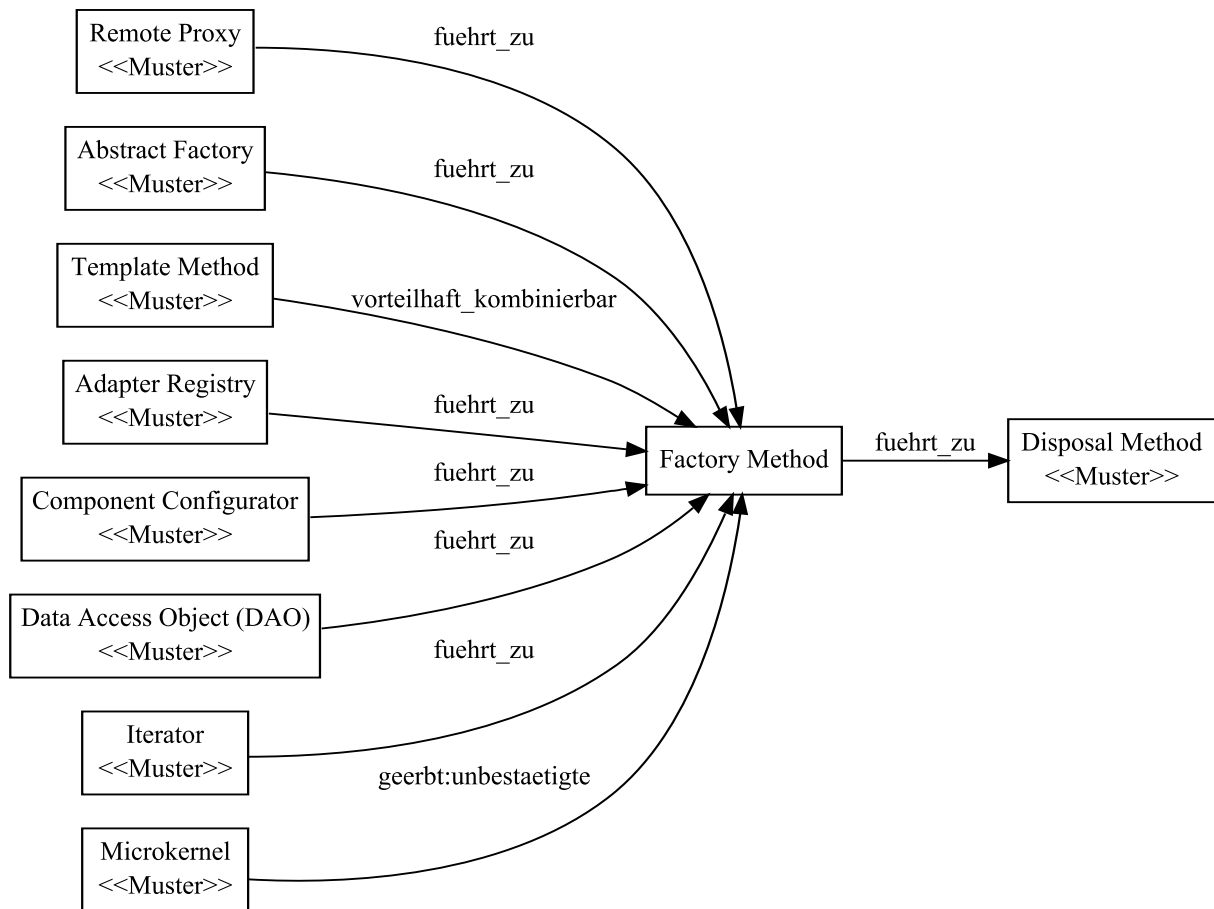 Remote Proxy
<<Muster>>
fuehrt_zu
Abstract Factory
<<Muster>>
fuehrt_zu
Template Method
<<Muster>>
vorteilhaft_kombinierbar
Adapter Registry
<<Muster>>
fuehrt_zu
Component Configurator
<<Muster>>
fuehrt_zu
Data Access Object (DAO)
<<Muster>>
fuehrt_zu
Iterator
<<Muster>>
fuehrt_zu
Microkernel
<<Muster>>
geerbt:unbestaetigte
Factory Method
fuehrt_zu
Disposal Method
<<Muster>>